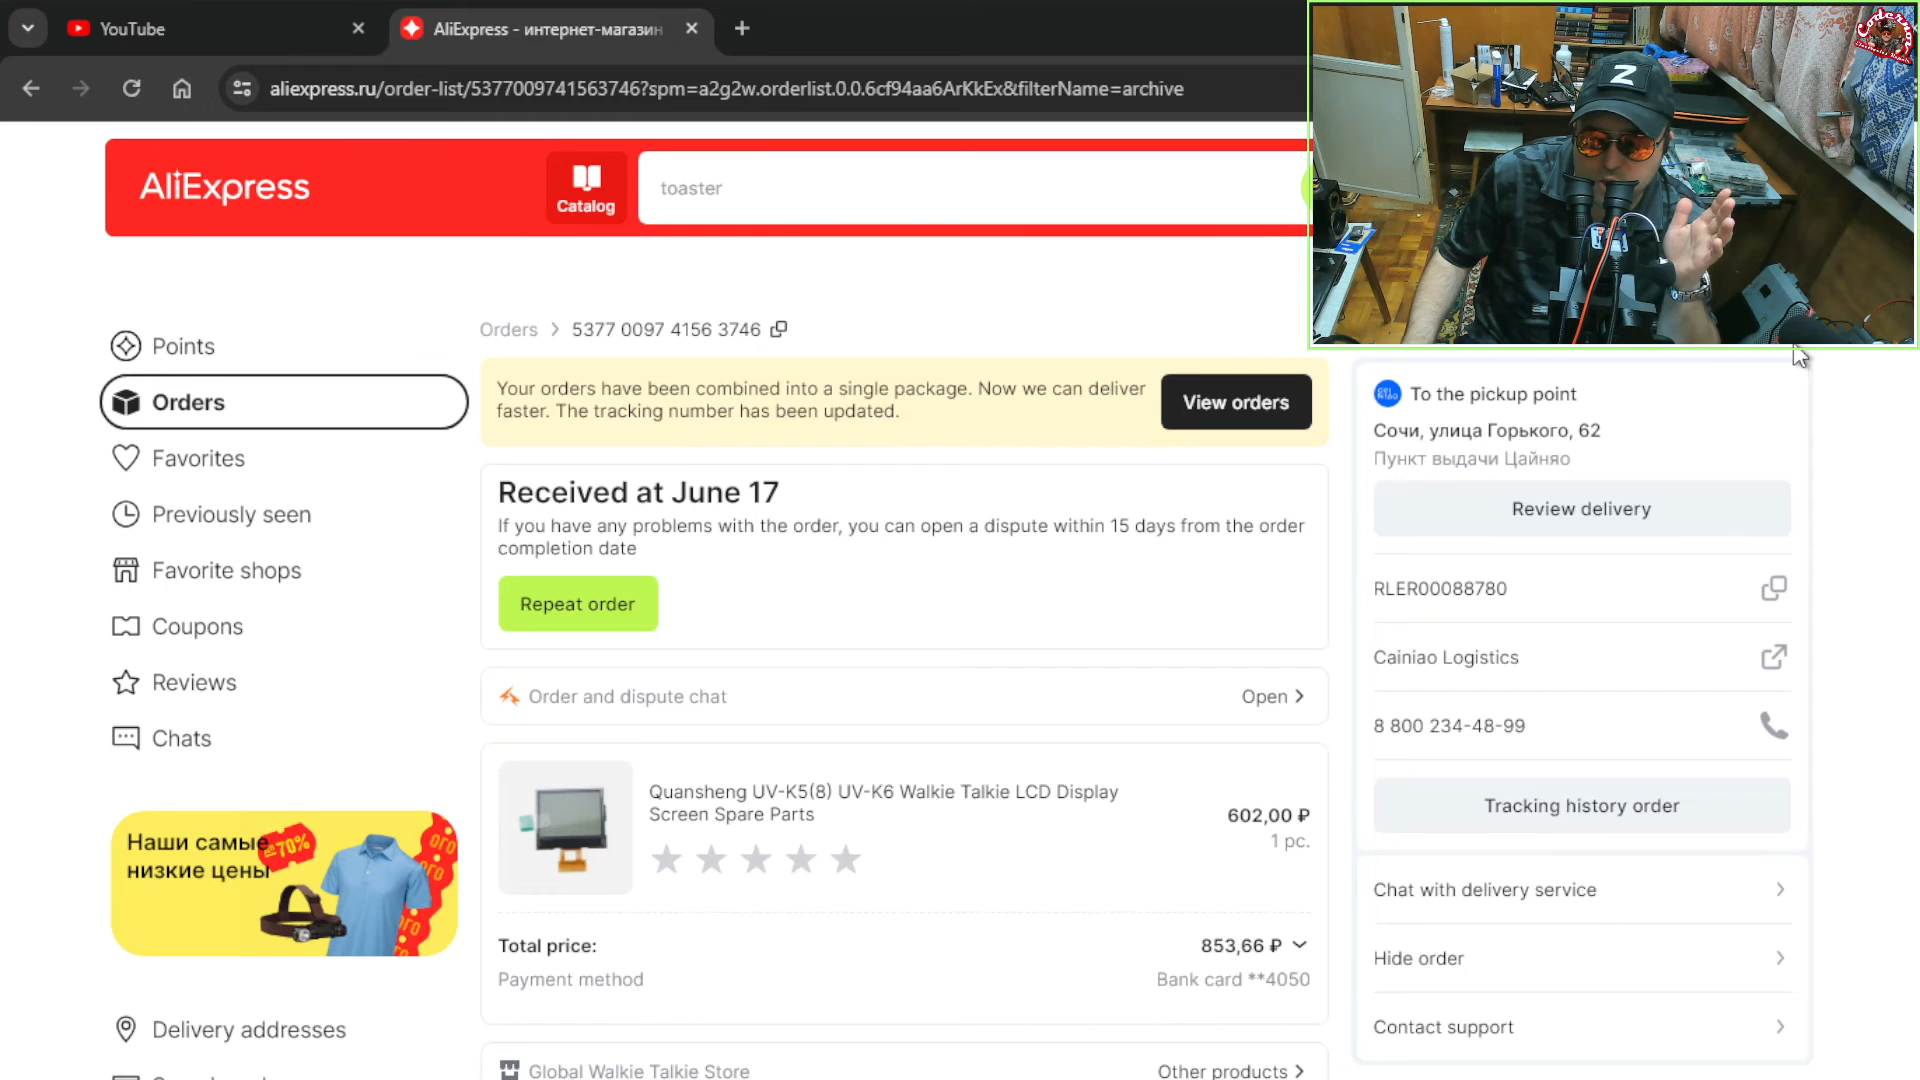 YouTube
AliExpress - интернет-магазин
aliexpress.ru/order-list/5377009741563746?spm=a2g2w.orderlist.0.0.6cf94aa6ArKkEx&filterName=archive
AliExpress
Catalog
toaster
Z
Orders > 5377 0097 4156 3746
Points
Orders
Favorites
Previously seen
Favorite shops
Coupons
Reviews
Chats
Наши самые
низкие цены
-70%
Delivery addresses
Your orders have been combined into a single package. Now we can deliver
faster. The tracking number has been updated.
View orders
Received at June 17
If you have any problems with the order, you can open a dispute within 15 days from the order
completion date
Repeat order
Order and dispute chat
Open >
Quansheng UV-K5(8) UV-K6 Walkie Talkie LCD Display
Screen Spare Parts
602,00 ₽
1 pc.
Total price:
853,66 ₽
Payment method
Bank card **4050
Global Walkie Talkie Store
Other products >
To the pickup point
Сочи, улица Горького, 62
Пункт выдачи Цайняо
Review delivery
RLER00088780
Cainiao Logistics
8 800 234-48-99
Tracking history order
Chat with delivery service
Hide order
Contact support